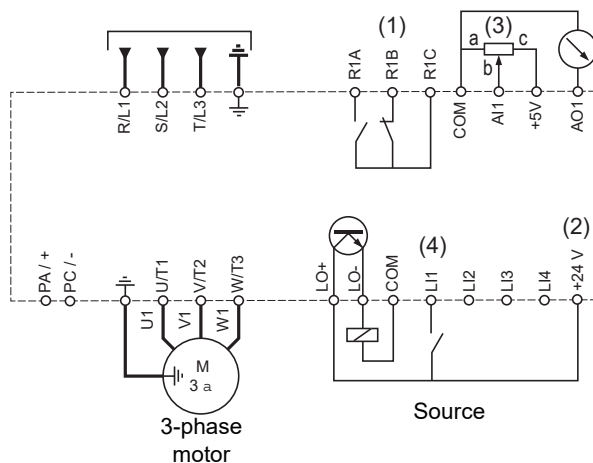 (1)
(3)
a
c
b
R/L1
S/L2
T/L3
R1A
R1B
R1C
COM
AI1
+5V
AO1
PA / +
PC / -
U/T1
V/T2
W/T3
U1
V1
W1
M
3 a
3-phase
motor
LO+
LO-
COM
(4)
LI1
LI2
LI3
LI4
(2)
+24 V
Source